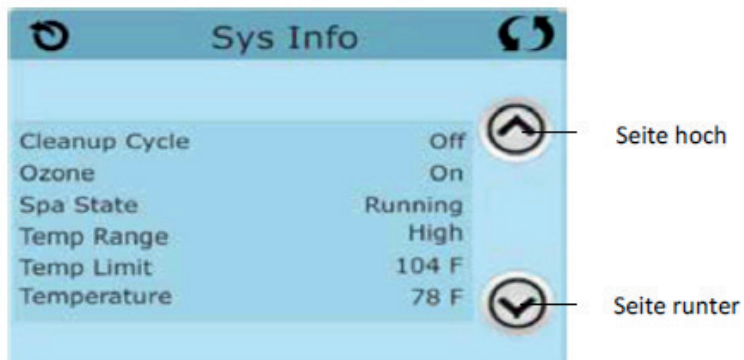 Sys Info
Cleanup Cycle Off
Seite hoch
Ozone On
Spa State Running
Temp Range High
Temp Limit 104 F
Temperature 78 F
Seite runter